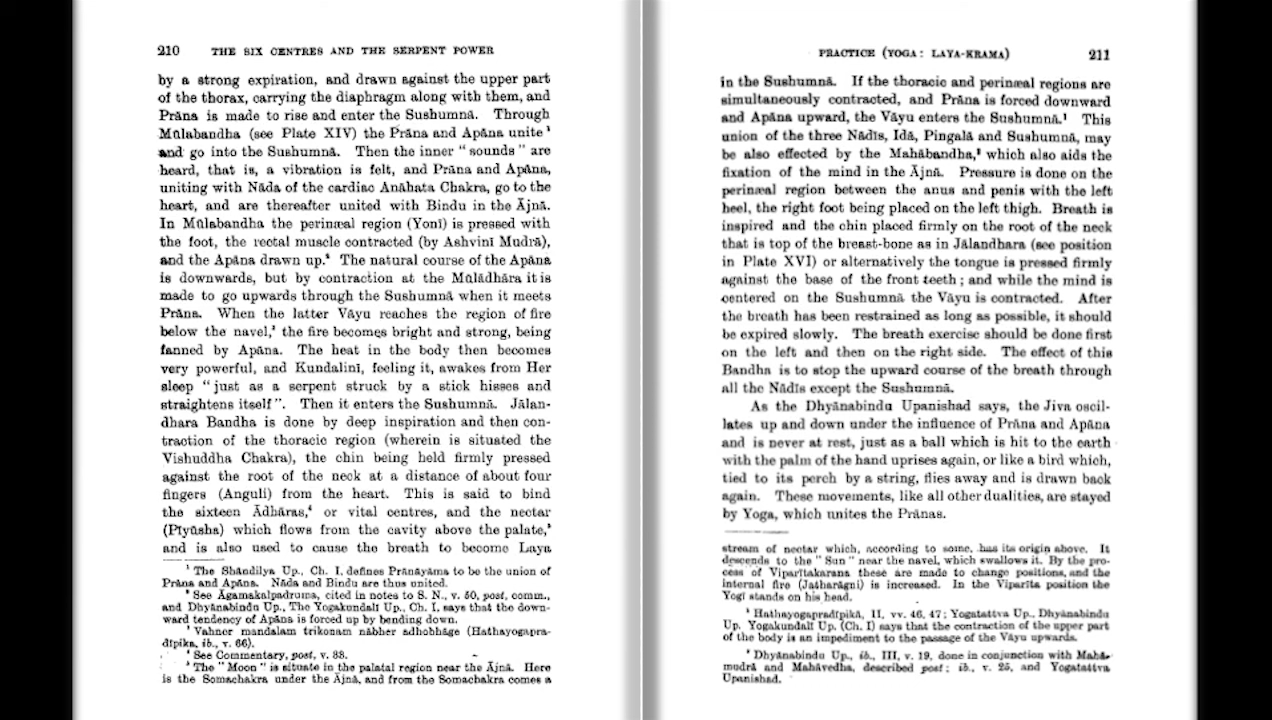 210 THE SIX CENTRES AND THE SERPENT POWER
by a strong expiration, and drawn against the upper part
of the thorax, carrying the diaphragm along with them, and
Prāna is made to rise and enter the Sushumnā. Through
Mūlabandha (see Plate XIV) the Prāna and Apāna unite¹
and go into the Sushumnā. Then the inner “sounds” are
heard, that is, a vibration is felt, and Prāna and Apāna,
uniting with Nāda of the cardiac Anāhata Chakra, go to the
heart, and are thereafter united with Bindu in the Ājnā.
In Mūlabandha the perinæal region (Yoni) is pressed with
the foot, the rectal muscle contracted (by Ashvinī Mudrā),
and the Apāna drawn up.² The natural course of the Apāna
is downwards, but by contraction at the Mūlādhāra it is
made to go upwards through the Sushumnā when it meets
Prāna. When the latter Vāyu reaches the region of fire
below the navel,³ the fire becomes bright and strong, being
fanned by Apāna. The heat in the body then becomes
very powerful, and Kundalinī, feeling it, awakes from Her
sleep “just as a serpent struck by a stick hisses and
straightens itself”. Then it enters the Sushumnā. Jālan-
dhara Bandha is done by deep inspiration and then con-
traction of the thoracic region (wherein is situated the
Vishuddha Chakra), the chin being held firmly pressed
against the root of the neck at a distance of about four
fingers (Anguli) from the heart. This is said to bind
the sixteen Ādhāras,⁴ or vital centres, and the nectar
(Pīyūsha) which flows from the cavity above the palate,⁵
and is also used to cause the breath to become Laya
¹ The Shāndilya Up., Ch. I, defines Prānāyāma to be the union of
Prāna and Apāna. Nāda and Bindu are thus united.
² See Āgamakalpadruma, cited in notes to S. N., v. 50, post, comm.,
and Dhyānabindu Up., The Yogakundalī Up., Ch. I, says that the down-
ward tendency of Apāna is forced up by bending down.
³ Vahner mandalam trikonam nābher adhobhāge (Hathayogapra-
dīpika, ib., v. 66).
⁴ See Commentary, post, v. 33.
⁵ The “Moon” is situate in the palatal region near the Ājnā. Here
is the Somachakra under the Ājnā, and from the Somachakra comes a
PRACTICE (YOGA: LAYA-KRAMA) 211
in the Sushumnā. If the thoracic and perinæal regions are
simultaneously contracted, and Prāna is forced downward
and Apāna upward, the Vāyu enters the Sushumnā.¹ This
union of the three Nādīs, Idā, Pingalā and Sushumnā, may
be also effected by the Mahābandha,² which also aids the
fixation of the mind in the Ājnā. Pressure is done on the
perinæal region between the anus and penis with the left
heel, the right foot being placed on the left thigh. Breath is
inspired and the chin placed firmly on the root of the neck
that is top of the breast-bone as in Jālandhara (see position
in Plate XVI) or alternatively the tongue is pressed firmly
against the base of the front teeth; and while the mind is
centered on the Sushumnā the Vāyu is contracted. After
the breath has been restrained as long as possible, it should
be expired slowly. The breath exercise should be done first
on the left and then on the right side. The effect of this
Bandha is to stop the upward course of the breath through
all the Nādīs except the Sushumnā.
As the Dhyānabindu Upanishad says, the Jiva oscil-
lates up and down under the influence of Prāna and Apāna
and is never at rest, just as a ball which is hit to the earth
with the palm of the hand uprises again, or like a bird which,
tied to its perch by a string, flies away and is drawn back
again. These movements, like all other dualities, are stayed
by Yoga, which unites the Prānas.
stream of nectar which, according to some, has its origin above. It
descends to the “Sun” near the navel, which swallows it. By the pro-
cess of Viparītakarana these are made to change positions, and the
internal fire (Jatharāgni) is increased. In the Viparīta position the
Yogī stands on his head.
¹ Hathayogapradīpikā, II, vv. 46, 47; Yogatattva Up., Dhyānabindu
Up. Yogakundalī Up. (Ch. I) says that the contraction of the upper part
of the body is an impediment to the passage of the Vāyu upwards.
² Dhyānabindu Up., ib., III, v. 19, done in conjunction with Mahā-
mudrā and Mahāvedha, described post; ib., v. 25, and Yogatattva
Upanishad.